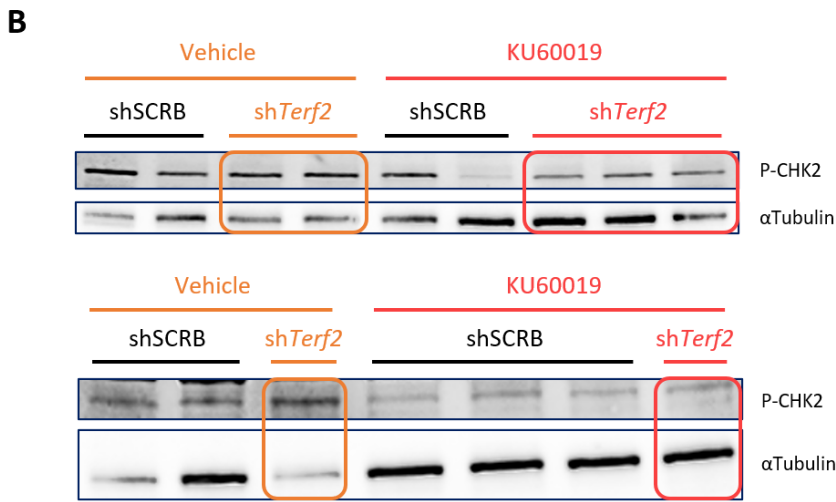 B
Vehicle KU60019
shSCRB shTerf2 shSCRB shTerf2
P-CHK2
αTubulin
Vehicle KU60019
shSCRB shTerf2 shSCRB shTerf2
P-CHK2
αTubulin